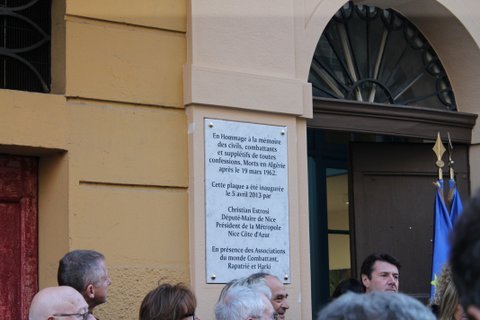 En Hommage à la mémoire
des civils, combattants
et supplétifs de toutes
confessions, Morts en Algérie
après le 19 mars 1962.
Cette plaque a été inaugurée
le 5 avril 2013 par
Christian Estrosi
Député-Maire de Nice
Président de la Métropole
Nice Côte d'Azur
En présence des Associations
du monde Combattant,
Rapatrié et Harki